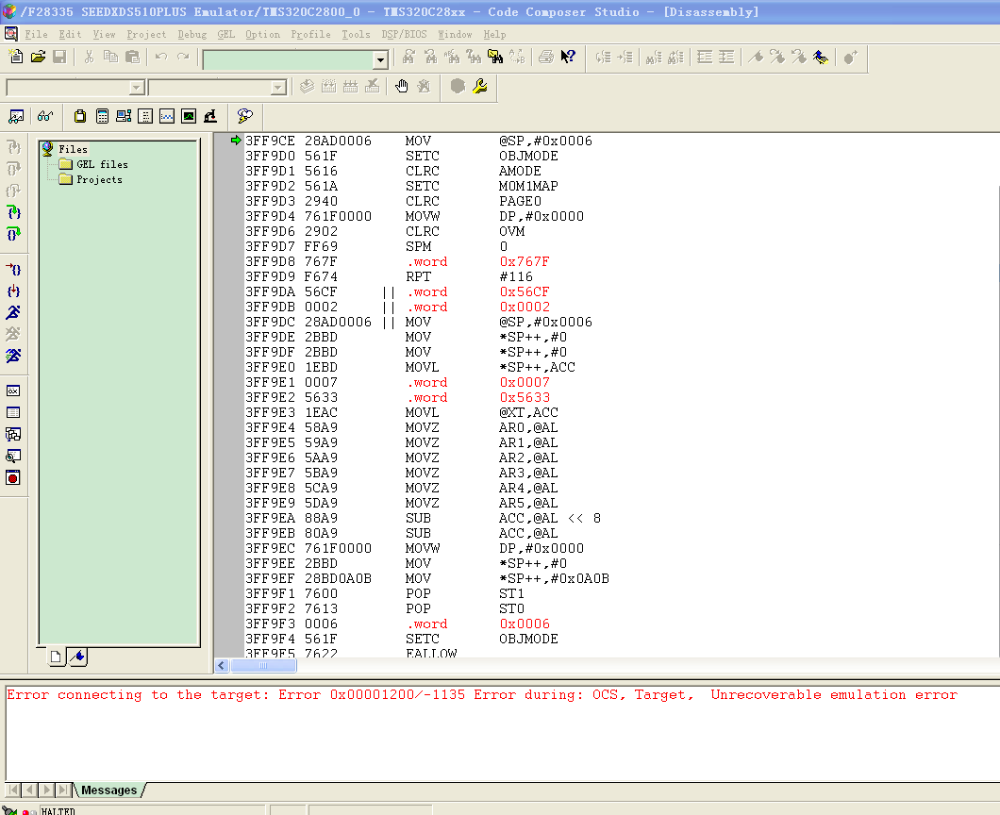 /F28335 SEEDXDS510PLUS Emulator/TMS320C2800_0 - TMS320C28xx - Code Composer Studio - [Disassembly]
File Edit View Project Debug GEL Option Profile Tools DSP/BIOS Window Help
Files
GEL files
Projects
3FF9CE 28AD0006 MOV @SP,#0x0006
3FF9D0 561F SETC OBJMODE
3FF9D1 5616 CLRC AMODE
3FF9D2 561A SETC M0M1MAP
3FF9D3 2940 CLRC PAGE0
3FF9D4 761F0000 MOVW DP,#0x0000
3FF9D6 2902 CLRC OVM
3FF9D7 FF69 SPM 0
3FF9D8 767F .word 0x767F
3FF9D9 F674 RPT #116
3FF9DA 56CF || .word 0x56CF
3FF9DB 0002 || .word 0x0002
3FF9DC 28AD0006 || MOV @SP,#0x0006
3FF9DE 2BBD MOV *SP++,#0
3FF9DF 2BBD MOV *SP++,#0
3FF9E0 1EBD MOVL *SP++,ACC
3FF9E1 0007 .word 0x0007
3FF9E2 5633 .word 0x5633
3FF9E3 1EAC MOVL @XT,ACC
3FF9E4 58A9 MOVZ AR0,@AL
3FF9E5 59A9 MOVZ AR1,@AL
3FF9E6 5AA9 MOVZ AR2,@AL
3FF9E7 5BA9 MOVZ AR3,@AL
3FF9E8 5CA9 MOVZ AR4,@AL
3FF9E9 5DA9 MOVZ AR5,@AL
3FF9EA 88A9 SUB ACC,@AL << 8
3FF9EB 80A9 SUB ACC,@AL
3FF9EC 761F0000 MOVW DP,#0x0000
3FF9EE 2BBD MOV *SP++,#0
3FF9EF 28BD0A0B MOV *SP++,#0x0A0B
3FF9F1 7600 POP ST1
3FF9F2 7613 POP ST0
3FF9F3 0006 .word 0x0006
3FF9F4 561F SETC OBJMODE
3FF9F5 7622 EALLOW
Error connecting to the target: Error 0x00001200/-1135 Error during: OCS, Target,  Unrecoverable emulation error
Messages
HALTED